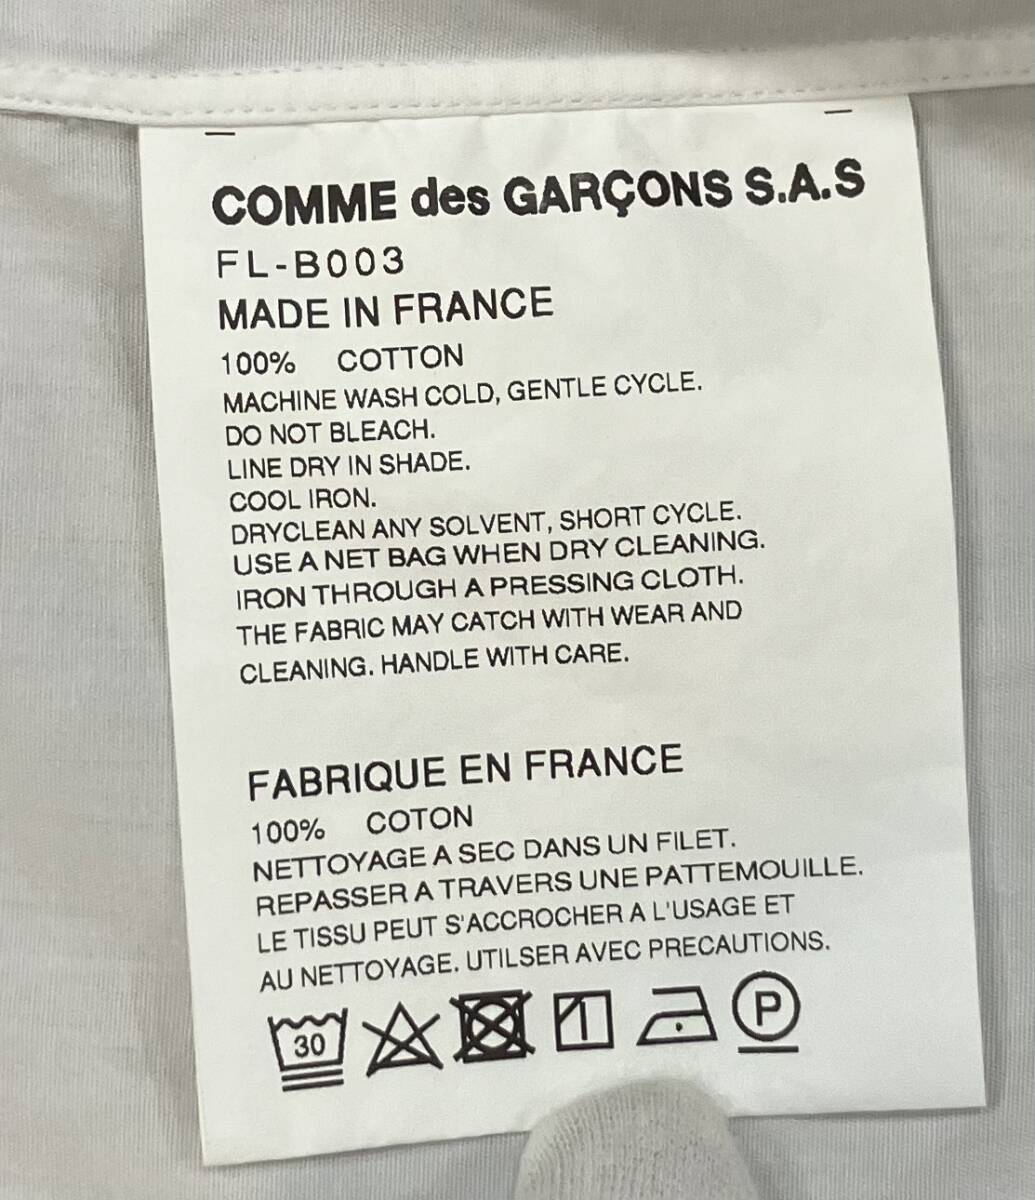 COMME des GARÇONS S.A.S
FL-B003
MADE IN FRANCE
100% COTTON
MACHINE WASH COLD, GENTLE CYCLE.
DO NOT BLEACH.
LINE DRY IN SHADE.
COOL IRON.
DRYCLEAN ANY SOLVENT, SHORT CYCLE.
USE A NET BAG WHEN DRY CLEANING.
IRON THROUGH A PRESSING CLOTH.
THE FABRIC MAY CATCH WITH WEAR AND
CLEANING. HANDLE WITH CARE.
FABRIQUE EN FRANCE
100% COTON
NETTOYAGE A SEC DANS UN FILET.
REPASSER A TRAVERS UNE PATTEMOUILLE.
LE TISSU PEUT S'ACCROCHER A L'USAGE ET
AU NETTOYAGE. UTILSER AVEC PRECAUTIONS.
30 P